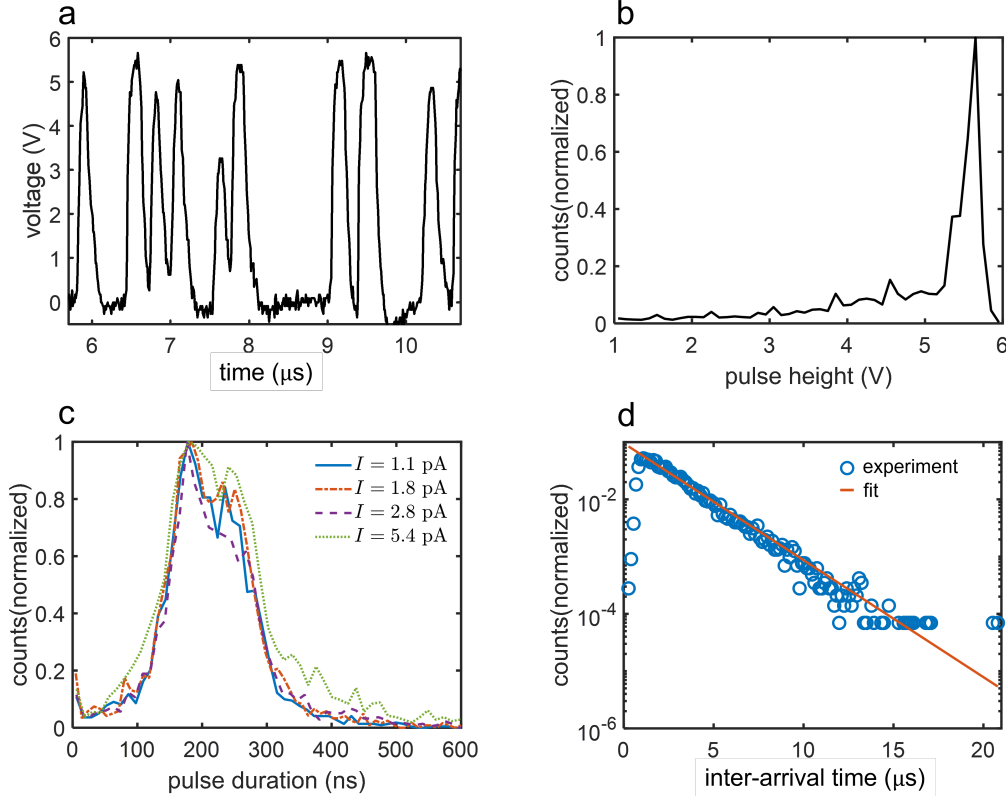 a
voltage (V)
6
5
4
3
2
1
0
6 7 8 9 10
time (μs)
b
counts(normalized)
1
0.8
0.6
0.4
0.2
0
1 2 3 4 5 6
pulse height (V)
c
counts(normalized)
1
0.8
0.6
0.4
0.2
0
I = 1.1 pA
I = 1.8 pA
I = 2.8 pA
I = 5.4 pA
0 100 200 300 400 500 600
pulse duration (ns)
d
counts(normalized)
10-2
10-4
10-6
experiment
fit
0 5 10 15 20
inter-arrival time (μs)